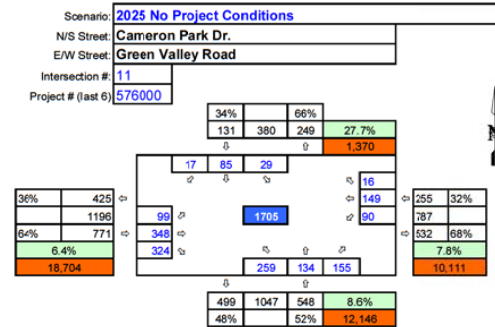 Scenario: 2025 No Project Conditions
N/S Street: Cameron Park Dr.
E/W Street: Green Valley Road
Intersection #: 11
Project # (last 6) 576000
34% 66%
131 380 249 27.7%
1,370
17 85 29
16
36% 425 149 255 32%
1196 99 1705 90 787
64% 771 348 532 68%
6.4% 324 7.8%
18,704 259 134 155 10,111
499 1047 548 8.6%
48% 52% 12,146